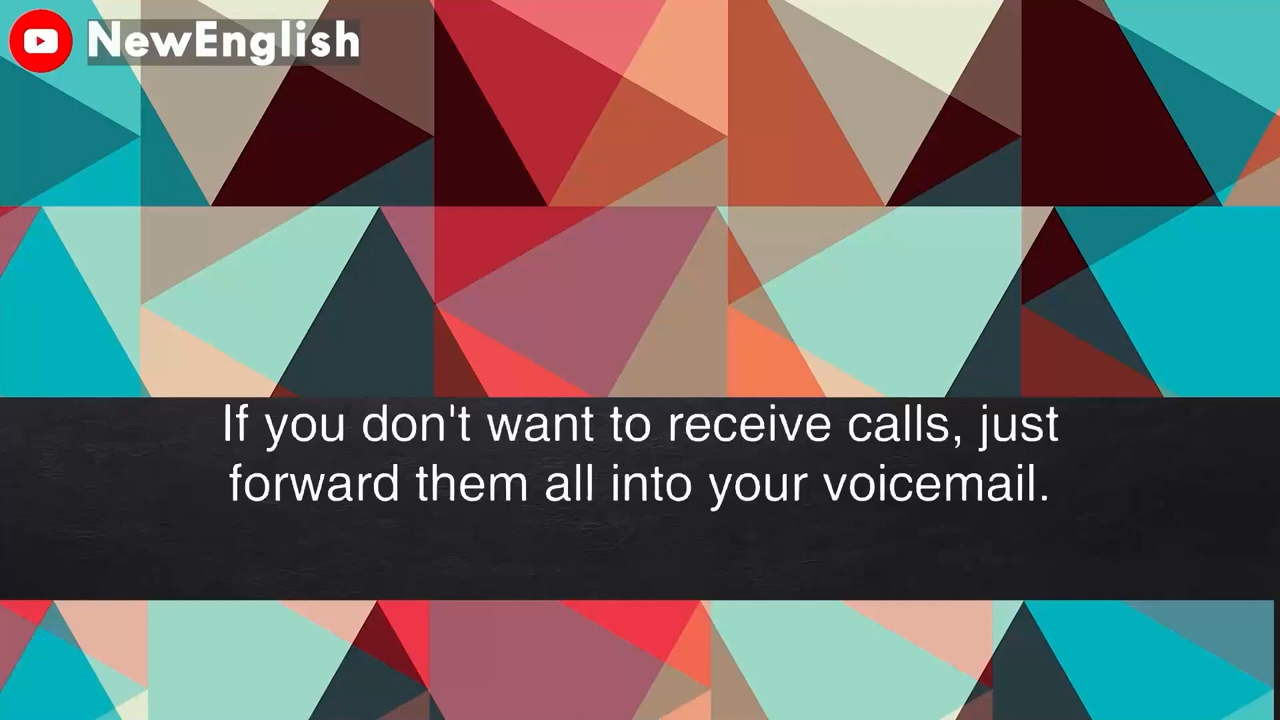 NewEnglish
If you don't want to receive calls, just
forward them all into your voicemail.